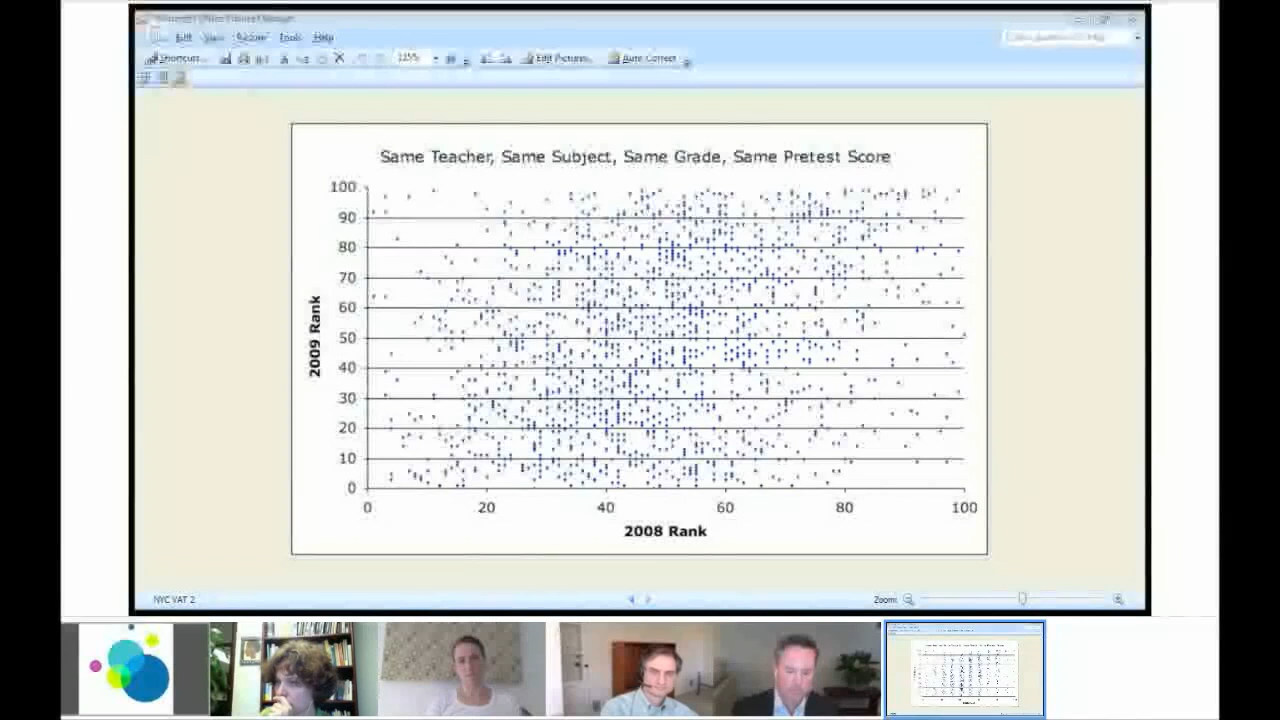 Edit View Picture Tools Help
Shortcuts... 115% Edit Pictures... Auto Correct
Same Teacher, Same Subject, Same Grade, Same Pretest Score
100
90
80
70
60
50
40
30
20
10
0
2009 Rank
0 20 40 60 80 100
2008 Rank
NYC VAT 2 Zoom: